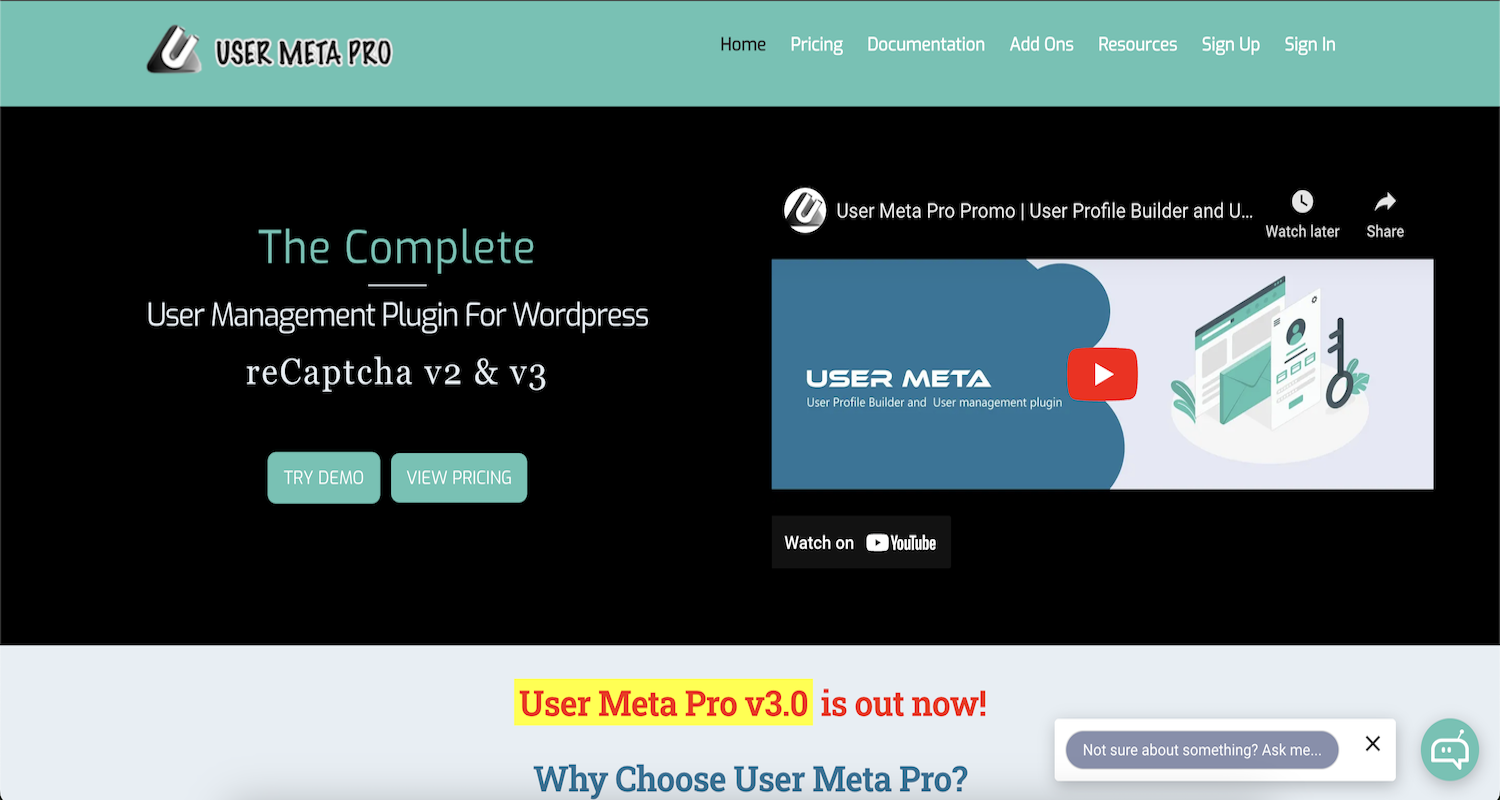 USER META PRO
Home Pricing Documentation Add Ons Resources Sign Up Sign In
The Complete
User Management Plugin For Wordpress
reCaptcha v2 & v3
TRY DEMO VIEW PRICING
User Meta Pro Promo | User Profile Builder and U...
Watch later
Share
USER META
User Profile Builder and User management plugin
Watch on YouTube
User Meta Pro v3.0 is out now!
Why Choose User Meta Pro?
Not sure about something? Ask me...